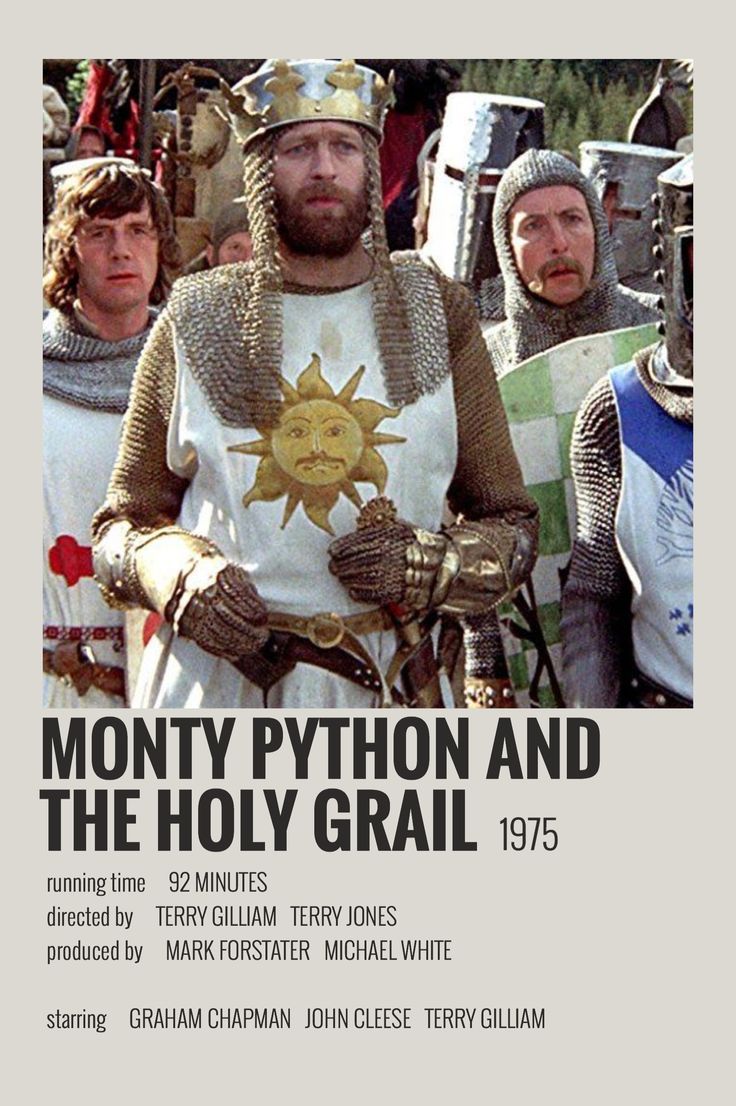 MONTY PYTHON AND
THE HOLY GRAIL 1975
running time 92 MINUTES
directed by TERRY GILLIAM TERRY JONES
produced by MARK FORSTATER MICHAEL WHITE
starring GRAHAM CHAPMAN JOHN CLEESE TERRY GILLIAM